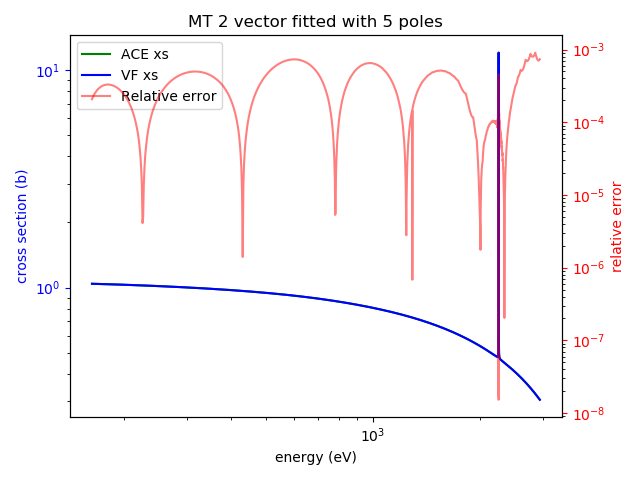 MT 2 vector fitted with 5 poles
ACE xs
VF xs
Relative error
cross section (b)
10¹
10⁰
10³
energy (eV)
relative error
10⁻³
10⁻⁴
10⁻⁵
10⁻⁶
10⁻⁷
10⁻⁸